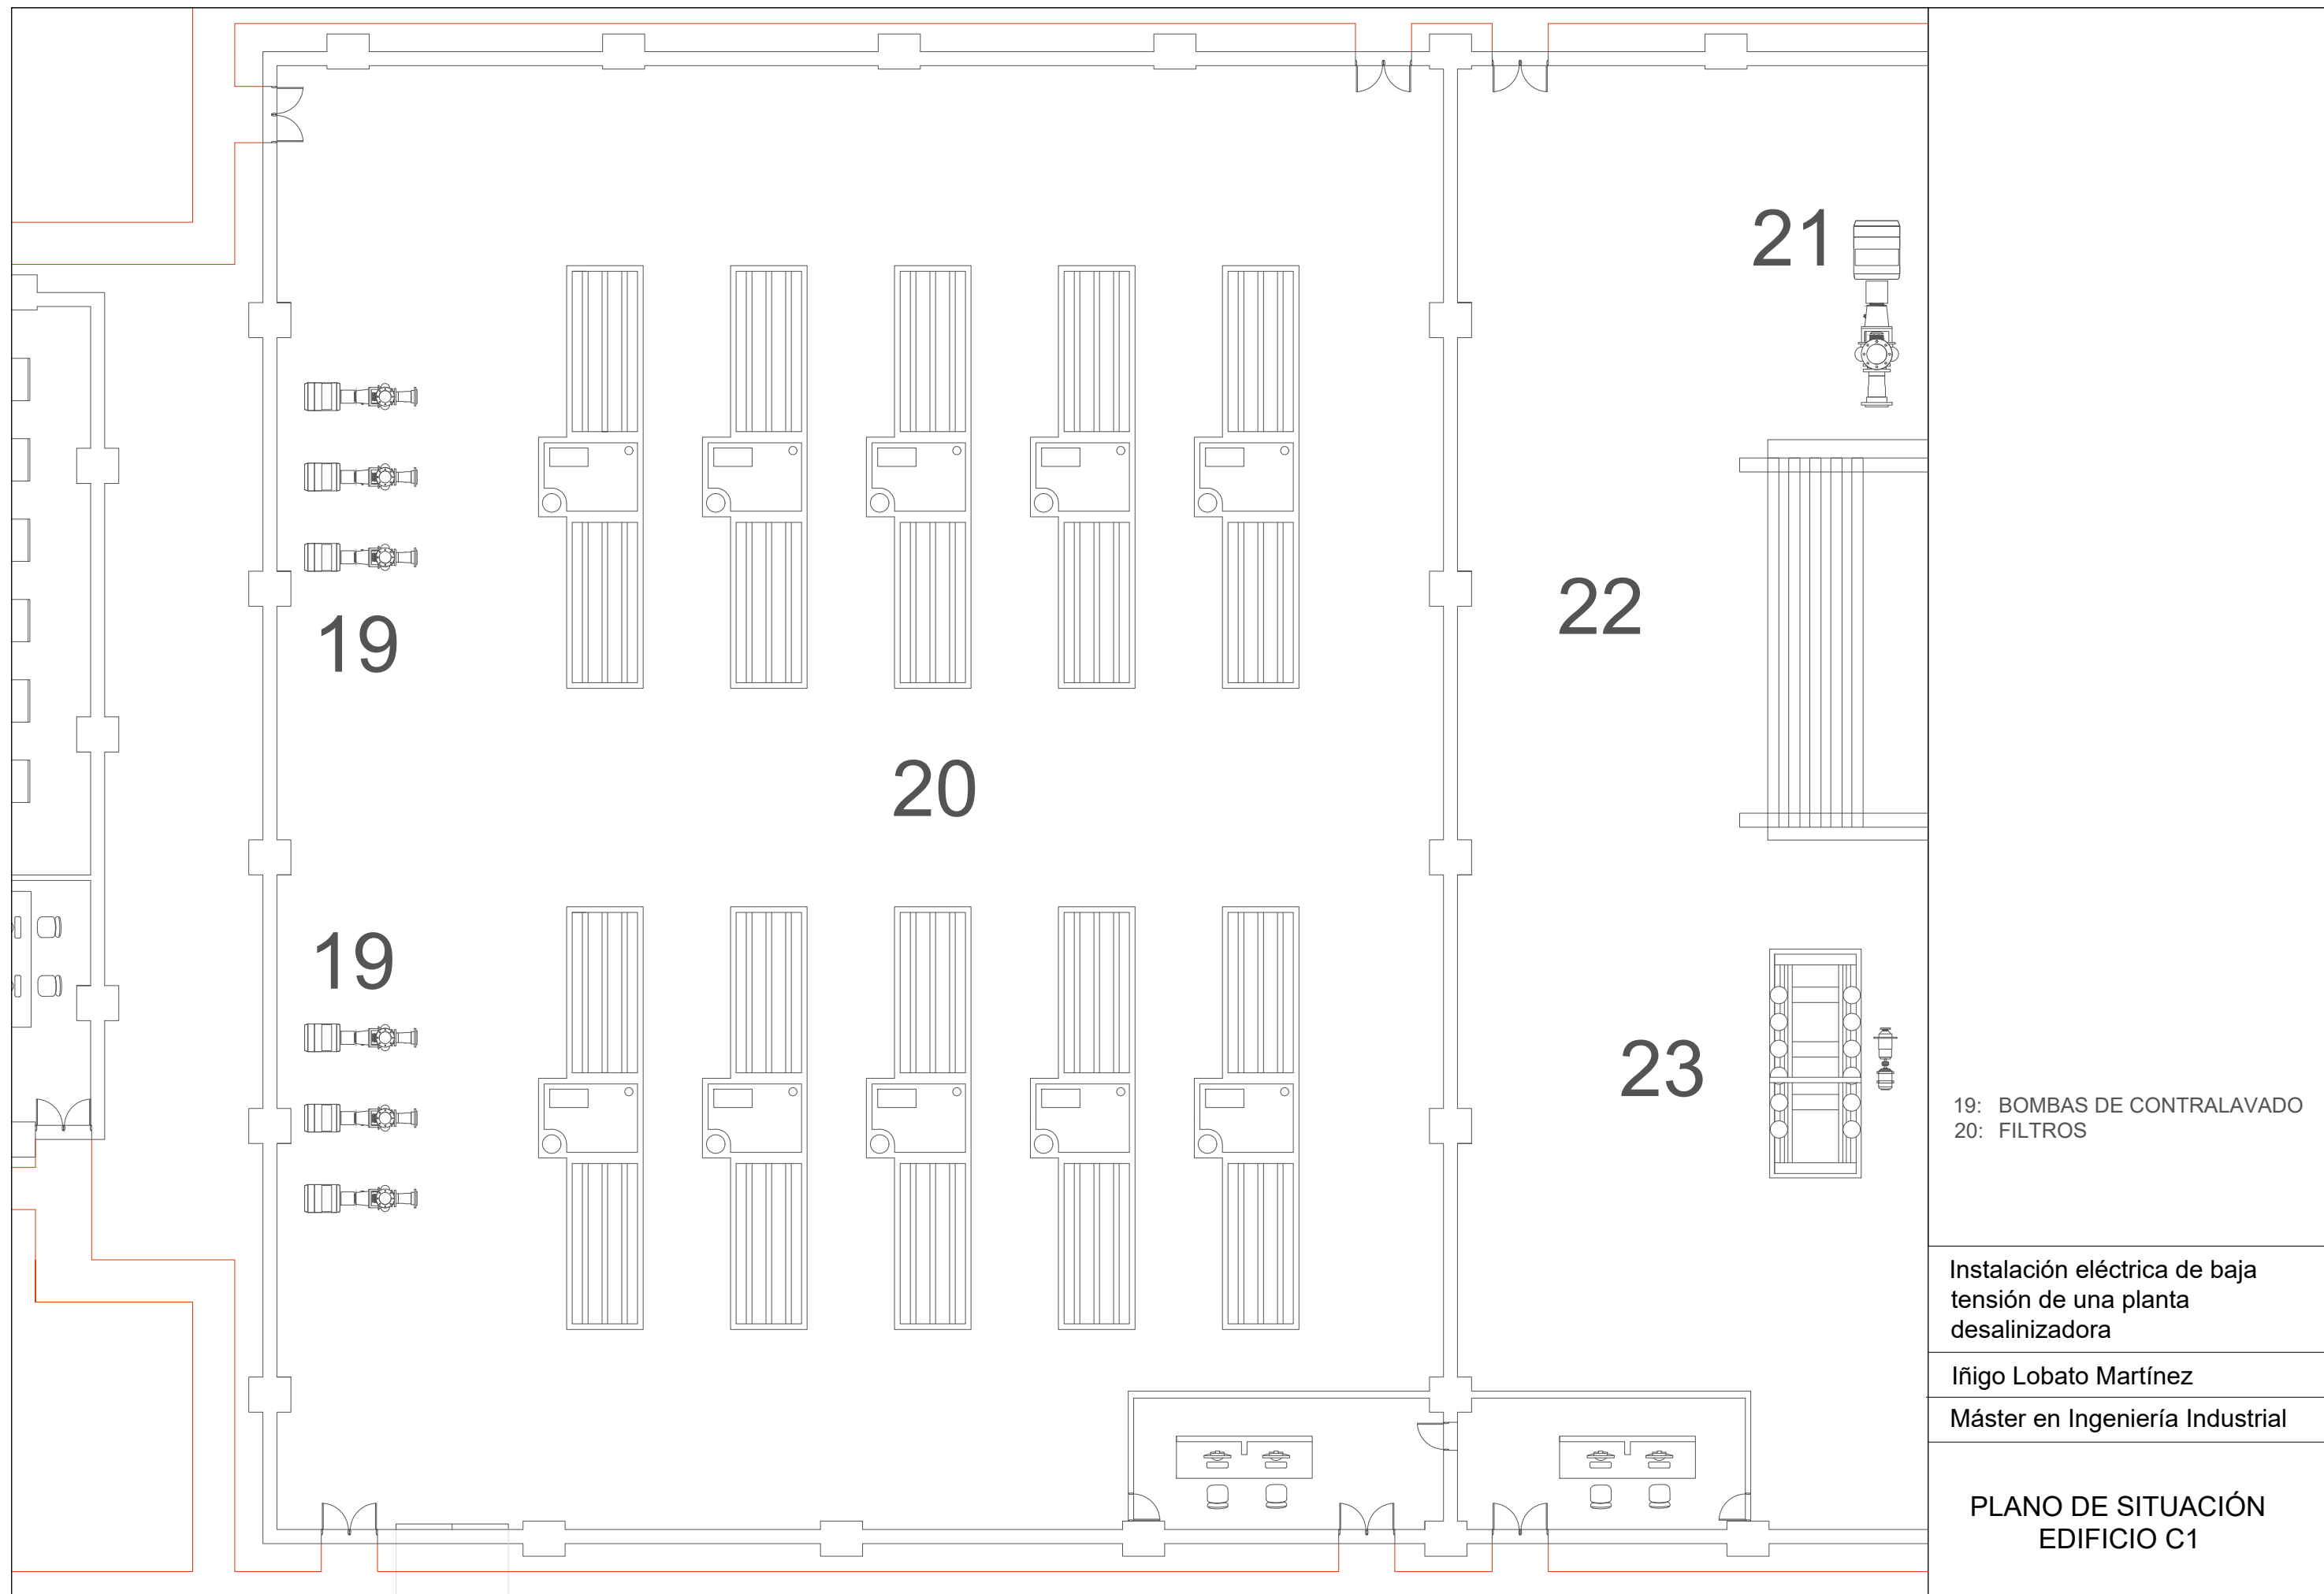 21
22
19
20
19
23
19: BOMBAS DE CONTRALAVADO
20: FILTROS
Instalación eléctrica de baja
tensión de una planta
desalinizadora
Iñigo Lobato Martínez
Máster en Ingeniería Industrial
PLANO DE SITUACIÓN
EDIFICIO C1